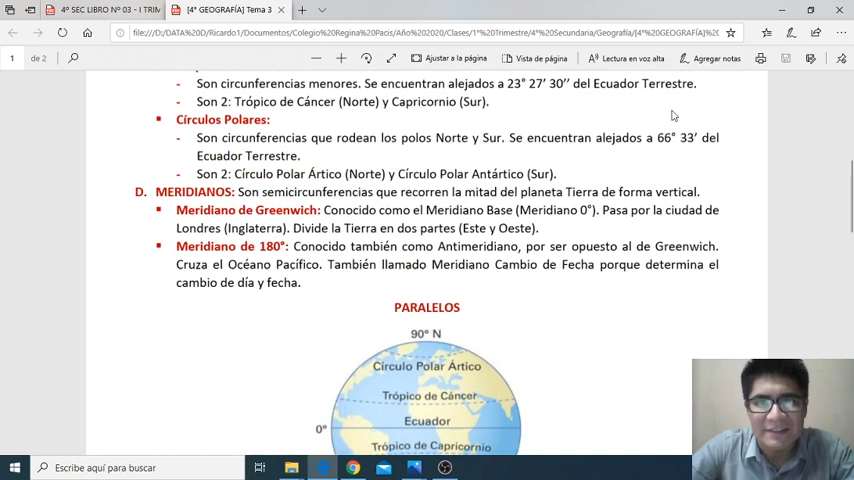 4º SEC LIBRO Nº 03 - I TRIM
[4° GEOGRAFÍA] Tema 3
file:///D:/DATA%20D/Ricardo1/Documentos/Colegio%20Regina%20Pacis/Año%202020/Clases/1°%20Trimestre/4°%20Secundaria/Geografía/[4°%20GEOGRAFÍA]%2
1
de 2
Ajustar a la página
Vista de página
Lectura en voz alta
Agregar notas
- Son circunferencias menores. Se encuentran alejados a 23° 27’ 30’’ del Ecuador Terrestre.
- Son 2: Trópico de Cáncer (Norte) y Capricornio (Sur).
▪ Círculos Polares:
- Son circunferencias que rodean los polos Norte y Sur. Se encuentran alejados a 66° 33’ del
Ecuador Terrestre.
- Son 2: Círculo Polar Ártico (Norte) y Círculo Polar Antártico (Sur).
D. MERIDIANOS: Son semicircunferencias que recorren la mitad del planeta Tierra de forma vertical.
▪ Meridiano de Greenwich: Conocido como el Meridiano Base (Meridiano 0°). Pasa por la ciudad de
Londres (Inglaterra). Divide la Tierra en dos partes (Este y Oeste).
▪ Meridiano de 180°: Conocido también como Antimeridiano, por ser opuesto al de Greenwich.
Cruza el Océano Pacífico. También llamado Meridiano Cambio de Fecha porque determina el
cambio de día y fecha.
PARALELOS
90° N
Círculo Polar Ártico
Trópico de Cáncer
Ecuador
0°
Trópico de Capricornio
Escribe aquí para buscar